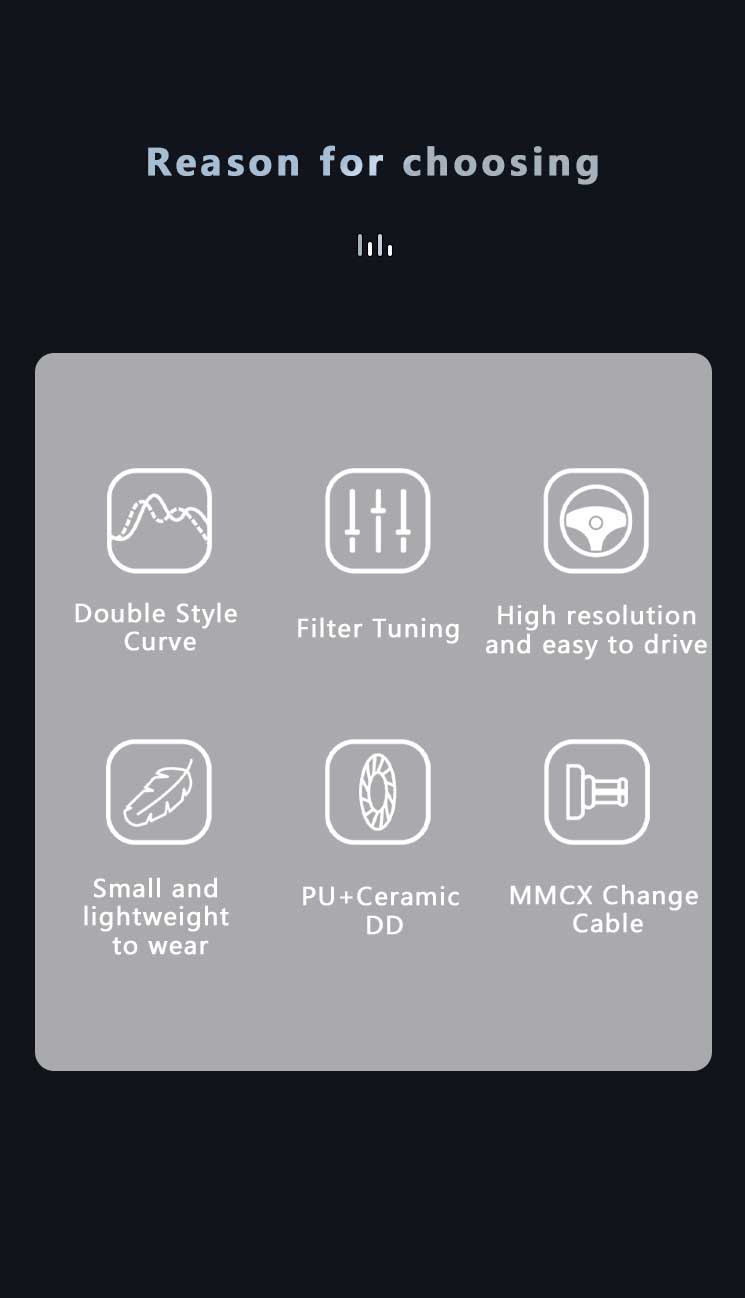 Reason for choosing
Double Style
Curve
Filter Tuning
High resolution
and easy to drive
Small and
lightweight
to wear
PU+Ceramic
DD
MMCX Change
Cable